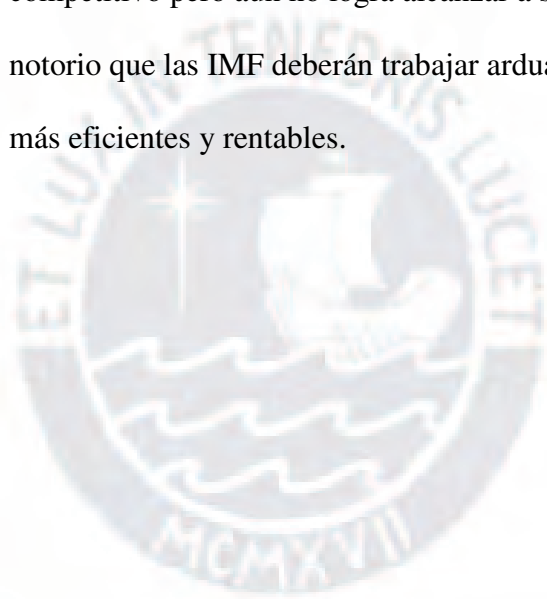 competitivo pero aún no logra alcanzar a
notorio que las IMF deberán trabajar
más eficientes y rentables.
ET LUX IN TENEBRIS LUCET
MCMXVII